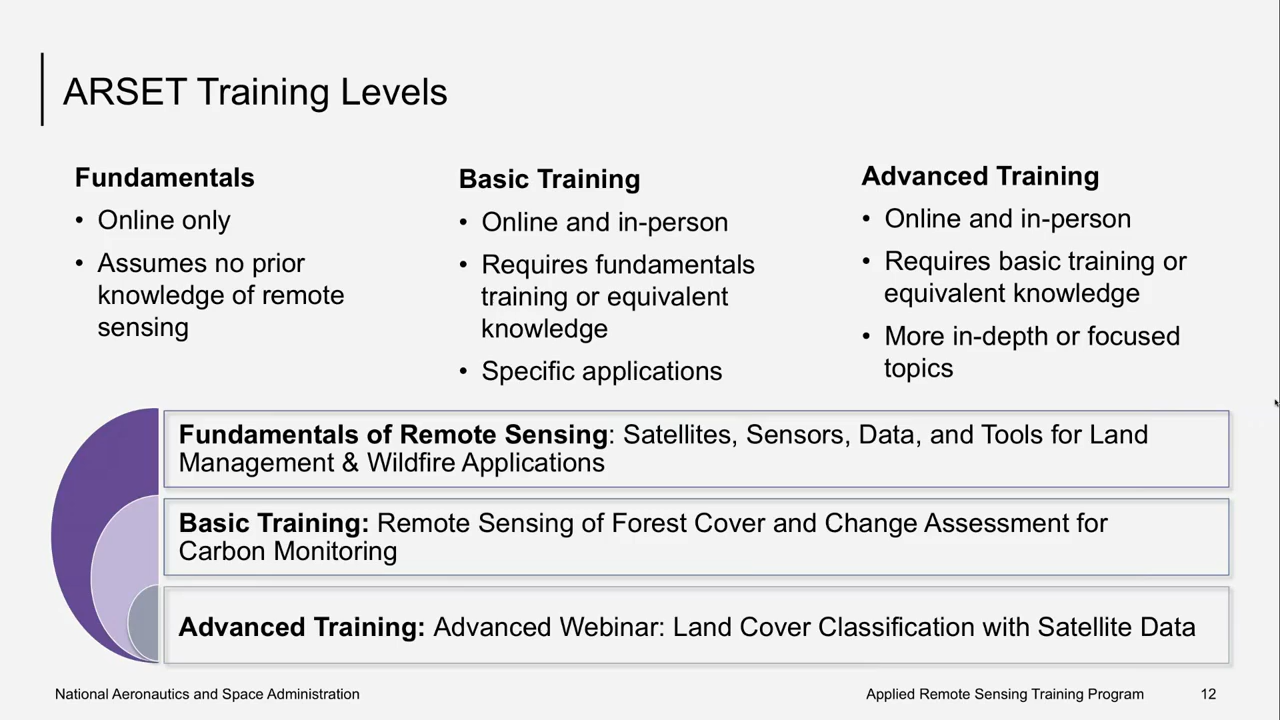 ARSET Training Levels
Fundamentals
• Online only
• Assumes no prior
knowledge of remote
sensing
Basic Training
• Online and in-person
• Requires fundamentals
training or equivalent
knowledge
• Specific applications
Advanced Training
• Online and in-person
• Requires basic training or
equivalent knowledge
• More in-depth or focused
topics
Fundamentals of Remote Sensing: Satellites, Sensors, Data, and Tools for Land
Management & Wildfire Applications
Basic Training: Remote Sensing of Forest Cover and Change Assessment for
Carbon Monitoring
Advanced Training: Advanced Webinar: Land Cover Classification with Satellite Data
National Aeronautics and Space Administration
Applied Remote Sensing Training Program
12